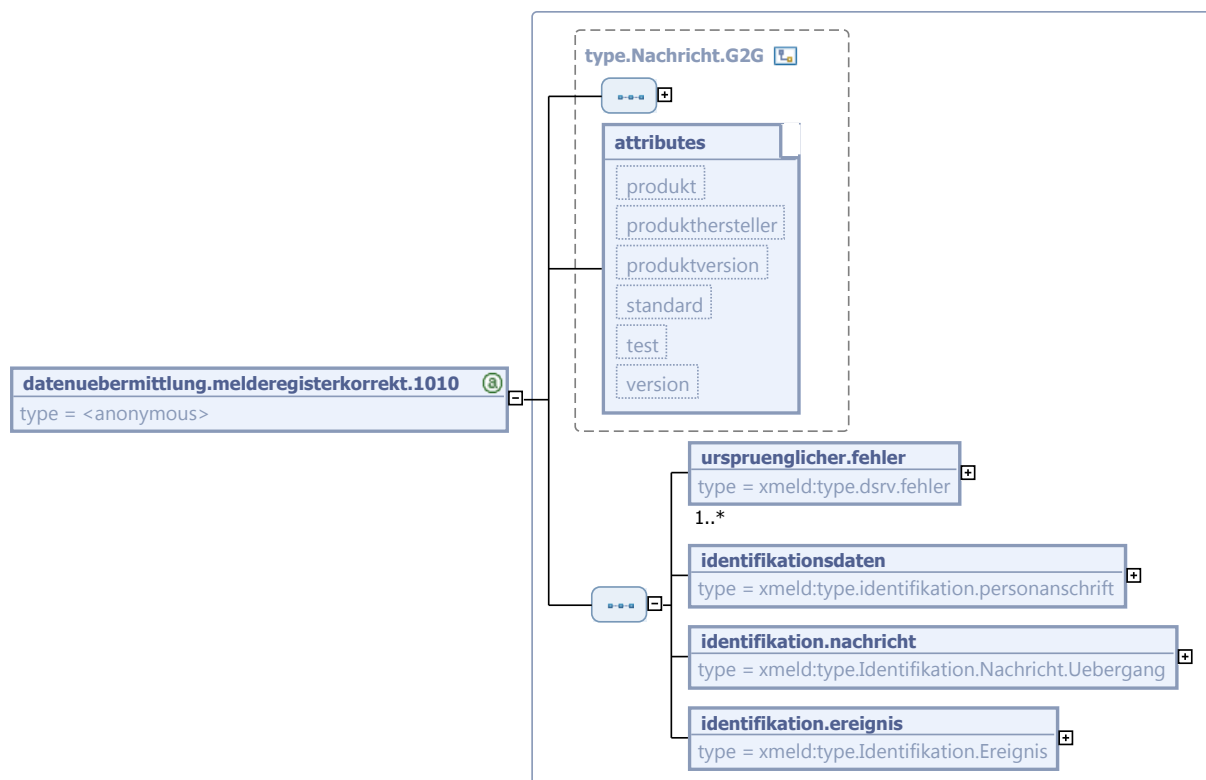 type.Nachricht.G2G
attributes
produkt
produkthersteller
produktversion
standard
test
version
datenuebermittlung.melderegisterkorrekt.1010 @
type = <anonymous>
urspruenglicher.fehler
type = xmeld:type.dsrv.fehler
1..*
identifikationsdaten
type = xmeld:type.identifikation.personanschrift
identifikation.nachricht
type = xmeld:type.Identifikation.Nachricht.Uebergang
identifikation.ereignis
type = xmeld:type.Identifikation.Ereignis